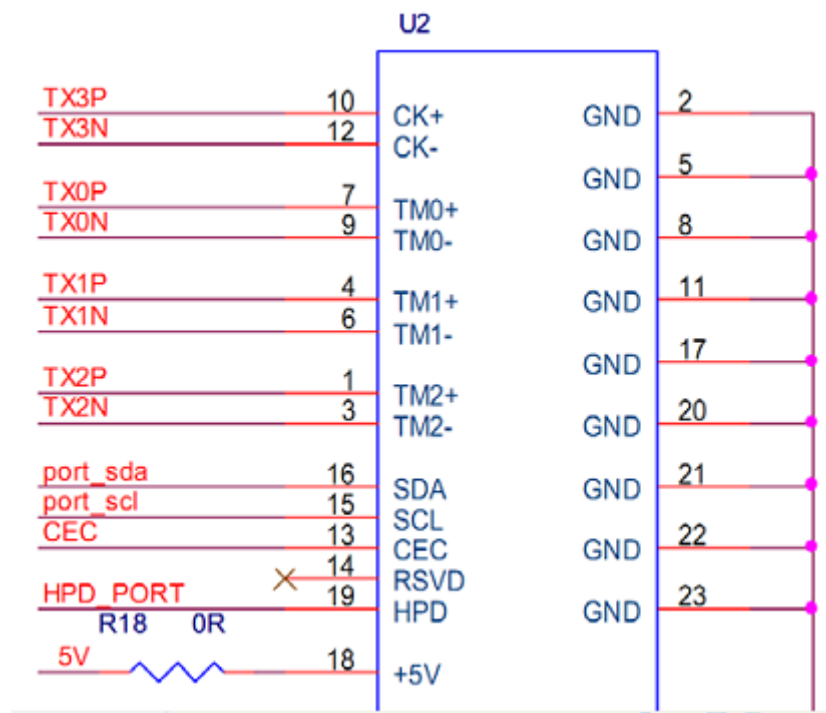 U2
TX3P 10 CK+ GND 2
TX3N 12 CK-
GND 5
TX0P 7 TM0+
TX0N 9 TM0- GND 8
TX1P 4 TM1+ GND 11
TX1N 6 TM1-
GND 17
TX2P 1 TM2+
TX2N 3 TM2- GND 20
port_sda 16 SDA GND 21
port_scl 15 SCL
CEC 13 CEC GND 22
14 RSVD
HPD_PORT 19 HPD GND 23
R18 0R
5V 18 +5V